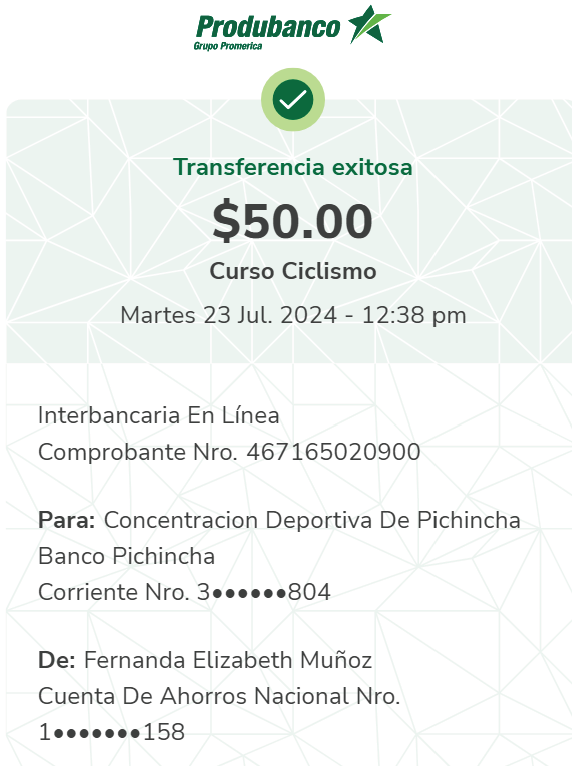 Produbanco
Grupo Promerica
Transferencia exitosa
$50.00
Curso Ciclismo
Martes 23 Jul. 2024 - 12:38 pm
Interbancaria En Línea
Comprobante Nro. 467165020900
Para: Concentracion Deportiva De Pichincha
Banco Pichincha
Corriente Nro. 3●●●●●●804
De: Fernanda Elizabeth Muñoz
Cuenta De Ahorros Nacional Nro.
1●●●●●●●158